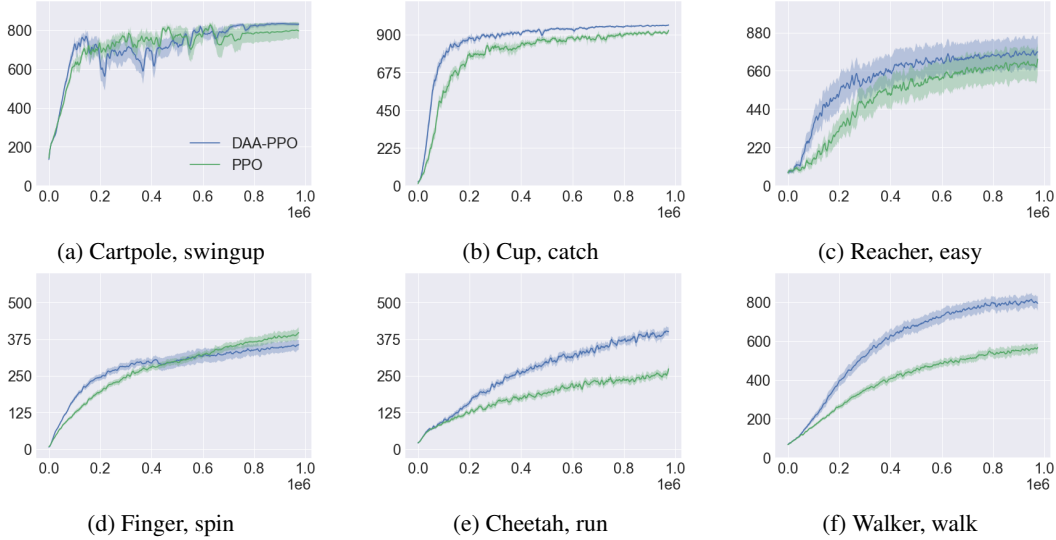 800
600
400
200
0
DAA-PPO
PPO
0.0 0.2 0.4 0.6 0.8 1.0
1e6
(a) Cartpole, swingup
900
675
450
225
0
0.0 0.2 0.4 0.6 0.8 1.0
1e6
(b) Cup, catch
880
660
440
220
0
0.0 0.2 0.4 0.6 0.8 1.0
1e6
(c) Reacher, easy
500
375
250
125
0
0.0 0.2 0.4 0.6 0.8 1.0
1e6
(d) Finger, spin
500
375
250
125
0
0.0 0.2 0.4 0.6 0.8 1.0
1e6
(e) Cheetah, run
800
600
400
200
0
0.0 0.2 0.4 0.6 0.8 1.0
1e6
(f) Walker, walk